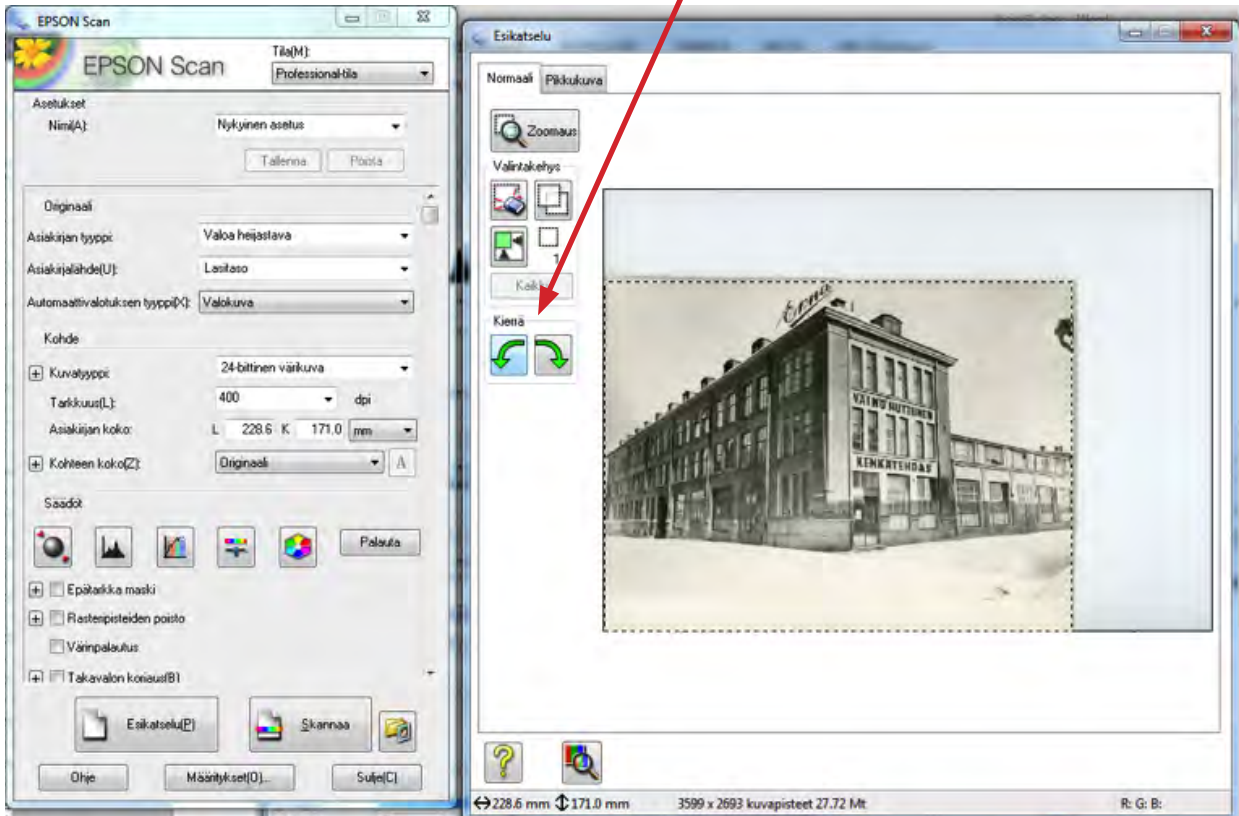 EPSON Scan
EPSON Scan
Tila(M):
Professional-tila
Asetukset
Nimi(A):
Nykyinen asetus
Tallenna
Poista
Originaali
Asiakirjan tyyppi:
Valoa heijastava
Asiakirjalähde(U):
Lasitaso
Automaattivalotuksen tyyppi(X):
Valokuva
Kohde
Kuvatyyppi:
24-bittinen värikuva
Tarkkuus(L):
400
dpi
Asiakirjan koko:
L 228.6 K 171.0 mm
Kohteen koko(Z):
Originaali
A
Säädöt
Palauta
Epätarkka maski
Rasteripisteiden poisto
Värinpalautus
Takavalon korjaus(B)
Esikatselu(P)
Skannaa
Ohje
Määritykset(O)...
Sulje(C)
Esikatselu
Normaali
Pikkukuva
Zoomaus
Valintakehys
1
Kaikki
Kierrä
Erna
VÄINÖ HUTTUNEN
KENKÄTEHDAS
228.6 mm 171.0 mm
3599 x 2693 kuvapisteet 27.72 Mt
R: G: B: